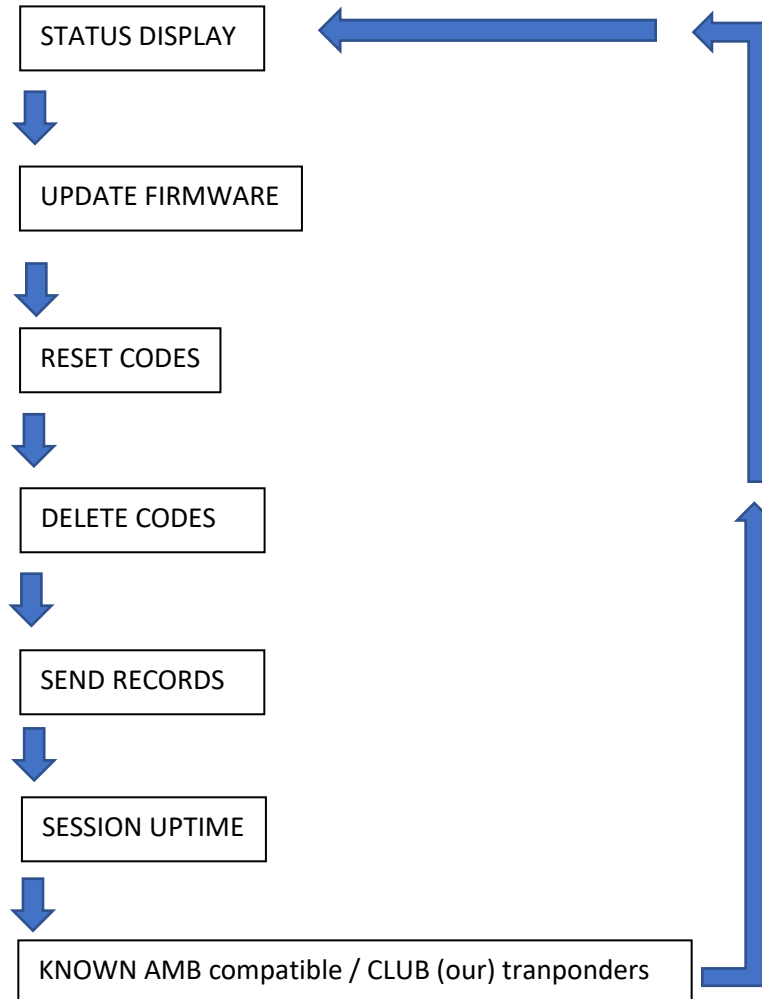 STATUS DISPLAY
UPDATE FIRMWARE
RESET CODES
DELETE CODES
SEND RECORDS
SESSION UPTIME
KNOWN AMB compatible / CLUB (our) tranponders